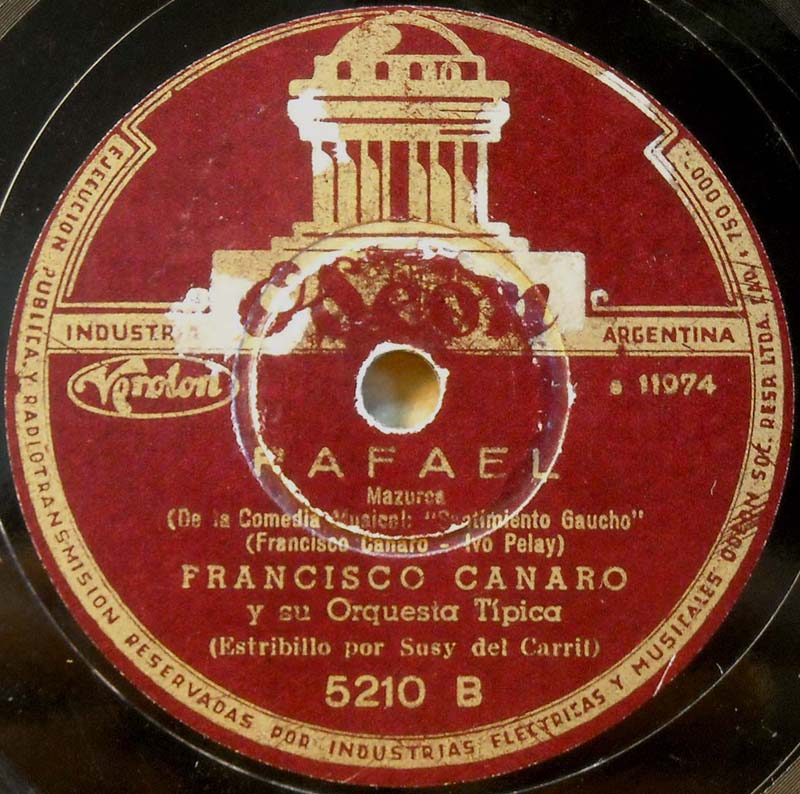 Odeon
INDUSTRIA ARGENTINA
Veroton
11974
RAFAEL
Mazurca
(De la Comedia Musical: "Sentimiento Gaucho"
(Francisco Canaro - Ivo Pelay)
FRANCISCO CANARO
y su Orquesta Típica
(Estribillo por Susy del Carril)
5210 B
EJECUCION PUBLICA Y RADIOTRANSMISION RESERVADAS POR INDUSTRIAS ELECTRICAS Y MUSICALES ODEON SOC. RESP. LTDA. 750.000.-